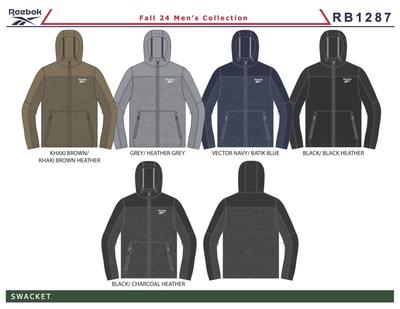 Reebok
Fall 24 Men's Collection
RB1287
KHAKI BROWN/
KHAKI BROWN HEATHER
GREY/ HEATHER GREY
VECTOR NAVY/ BATIK BLUE
BLACK/ BLACK HEATHER
BLACK/ CHARCOAL HEATHER
SWACKET